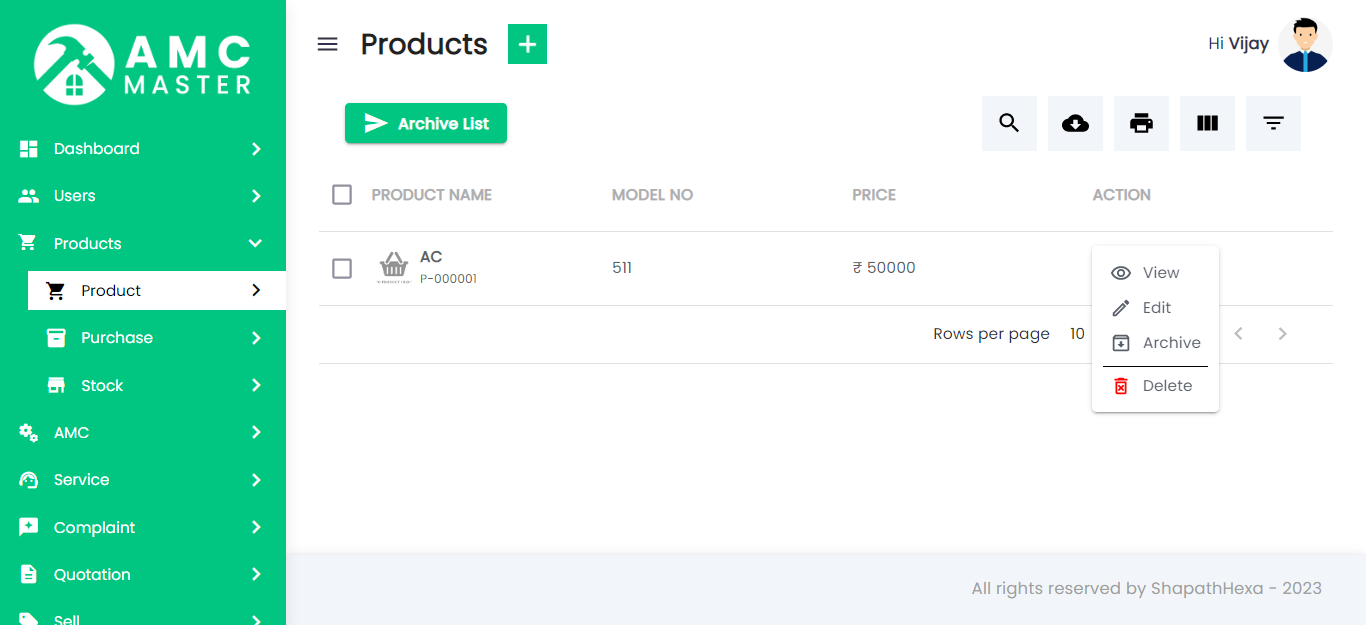 AMC
MASTER
Dashboard
Users
Products
Product
Purchase
Stock
AMC
Service
Complaint
Quotation
Sell
Products
Hi Vijay
Archive List
PRODUCT NAME MODEL NO PRICE ACTION
AC
P-000001
511
₹ 50000
View
Edit
Archive
Delete
Rows per page 10
All rights reserved by ShapathHexa - 2023